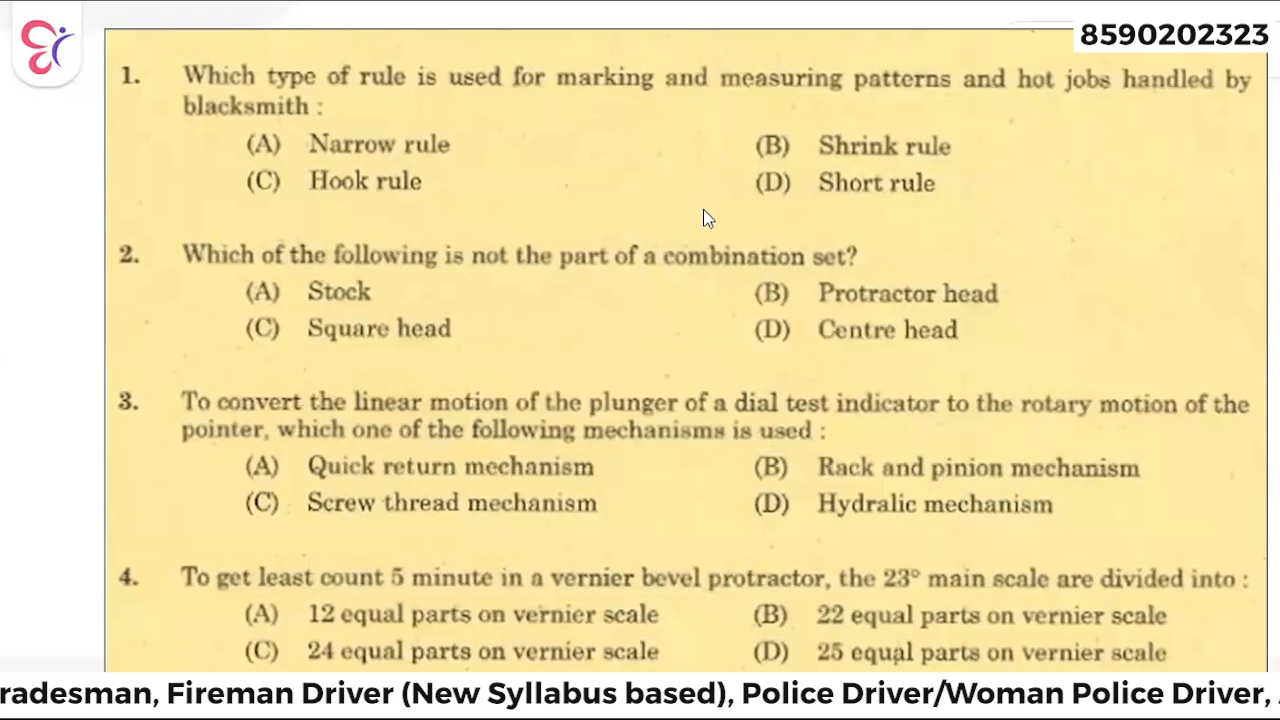 8590202323
1. Which type of rule is used for marking and measuring patterns and hot jobs handled by
blacksmith :
(A) Narrow rule (B) Shrink rule
(C) Hook rule (D) Short rule
2. Which of the following is not the part of a combination set?
(A) Stock (B) Protractor head
(C) Square head (D) Centre head
3. To convert the linear motion of the plunger of a dial test indicator to the rotary motion of the
pointer, which one of the following mechanisms is used :
(A) Quick return mechanism (B) Rack and pinion mechanism
(C) Screw thread mechanism (D) Hydralic mechanism
4. To get least count 5 minute in a vernier bevel protractor, the 23° main scale are divided into :
(A) 12 equal parts on vernier scale (B) 22 equal parts on vernier scale
(C) 24 equal parts on vernier scale (D) 25 equal parts on vernier scale
radesman, Fireman Driver (New Syllabus based), Police Driver/Woman Police Driver,